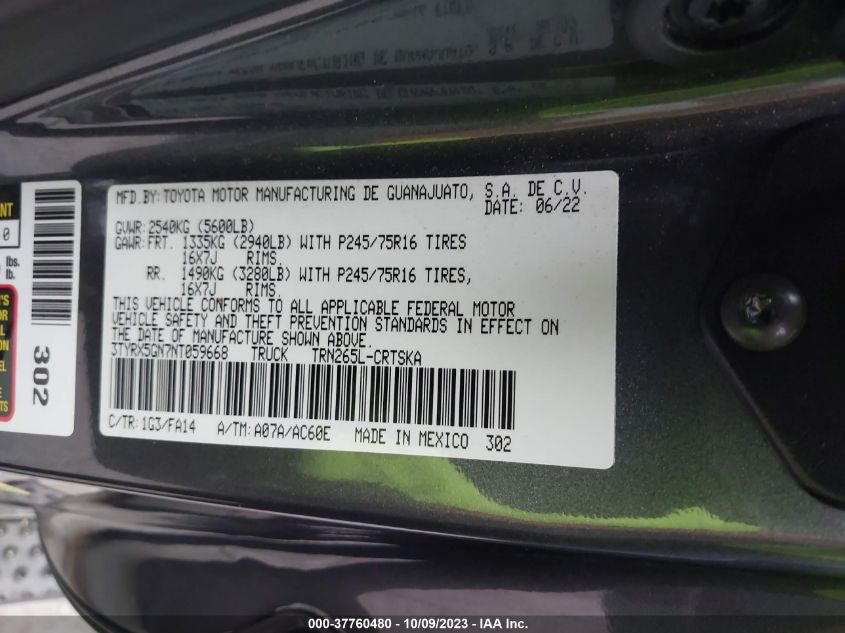 MFD.BY:TOYOTA MOTOR MANUFACTURING DE GUANAJUATO, S.A. DE C.V.
DATE: 06/22
GVWR:2540KG (5600LB)
GAWR:FRT. 1335KG (2940LB) WITH P245/75R16 TIRES
16X7J RIMS,
RR. 1490KG (3280LB) WITH P245/75R16 TIRES,
16X7J RIMS,
THIS VEHICLE CONFORMS TO ALL APPLICABLE FEDERAL MOTOR
VEHICLE SAFETY AND THEFT PREVENTION STANDARDS IN EFFECT ON
THE DATE OF MANUFACTURE SHOWN ABOVE.
3TYRX5GN7NT059668 TRUCK TRN265L-CRTSKA
C/TR:1G3/FA14 A/TM:A07A/AC60E MADE IN MEXICO 302
302
lbs.
lb.
000-37760480 - 10/09/2023 - IAA Inc.